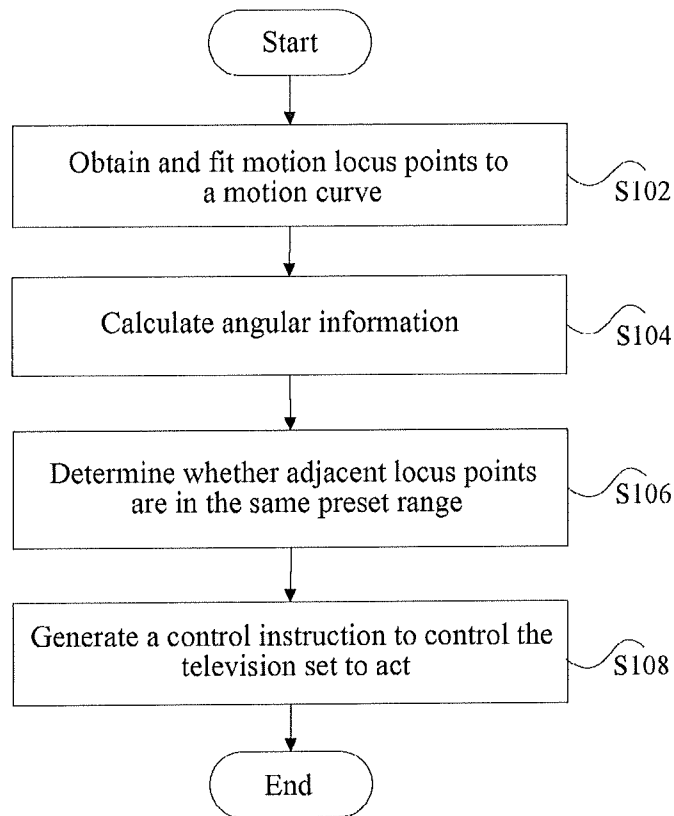 Start
Obtain and fit motion locus points to
a motion curve
S102
Calculate angular information
S104
Determine whether adjacent locus points
are in the same preset range
S106
Generate a control instruction to control the
television set to act
S108
End